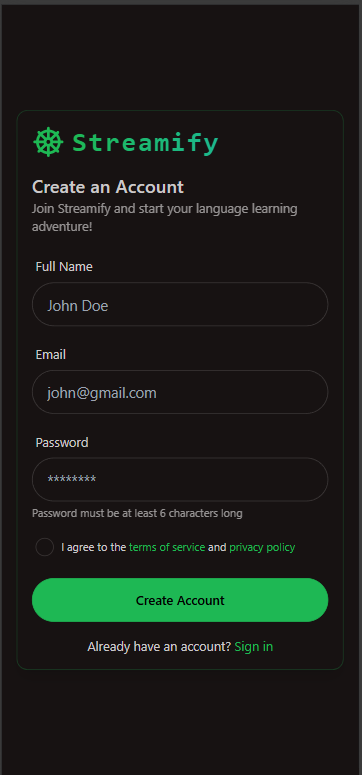 Streamify
Create an Account
Join Streamify and start your language learning
adventure!
Full Name
John Doe
Email
john@gmail.com
Password
********
Password must be at least 6 characters long
I agree to the terms of service and privacy policy
Create Account
Already have an account? Sign in